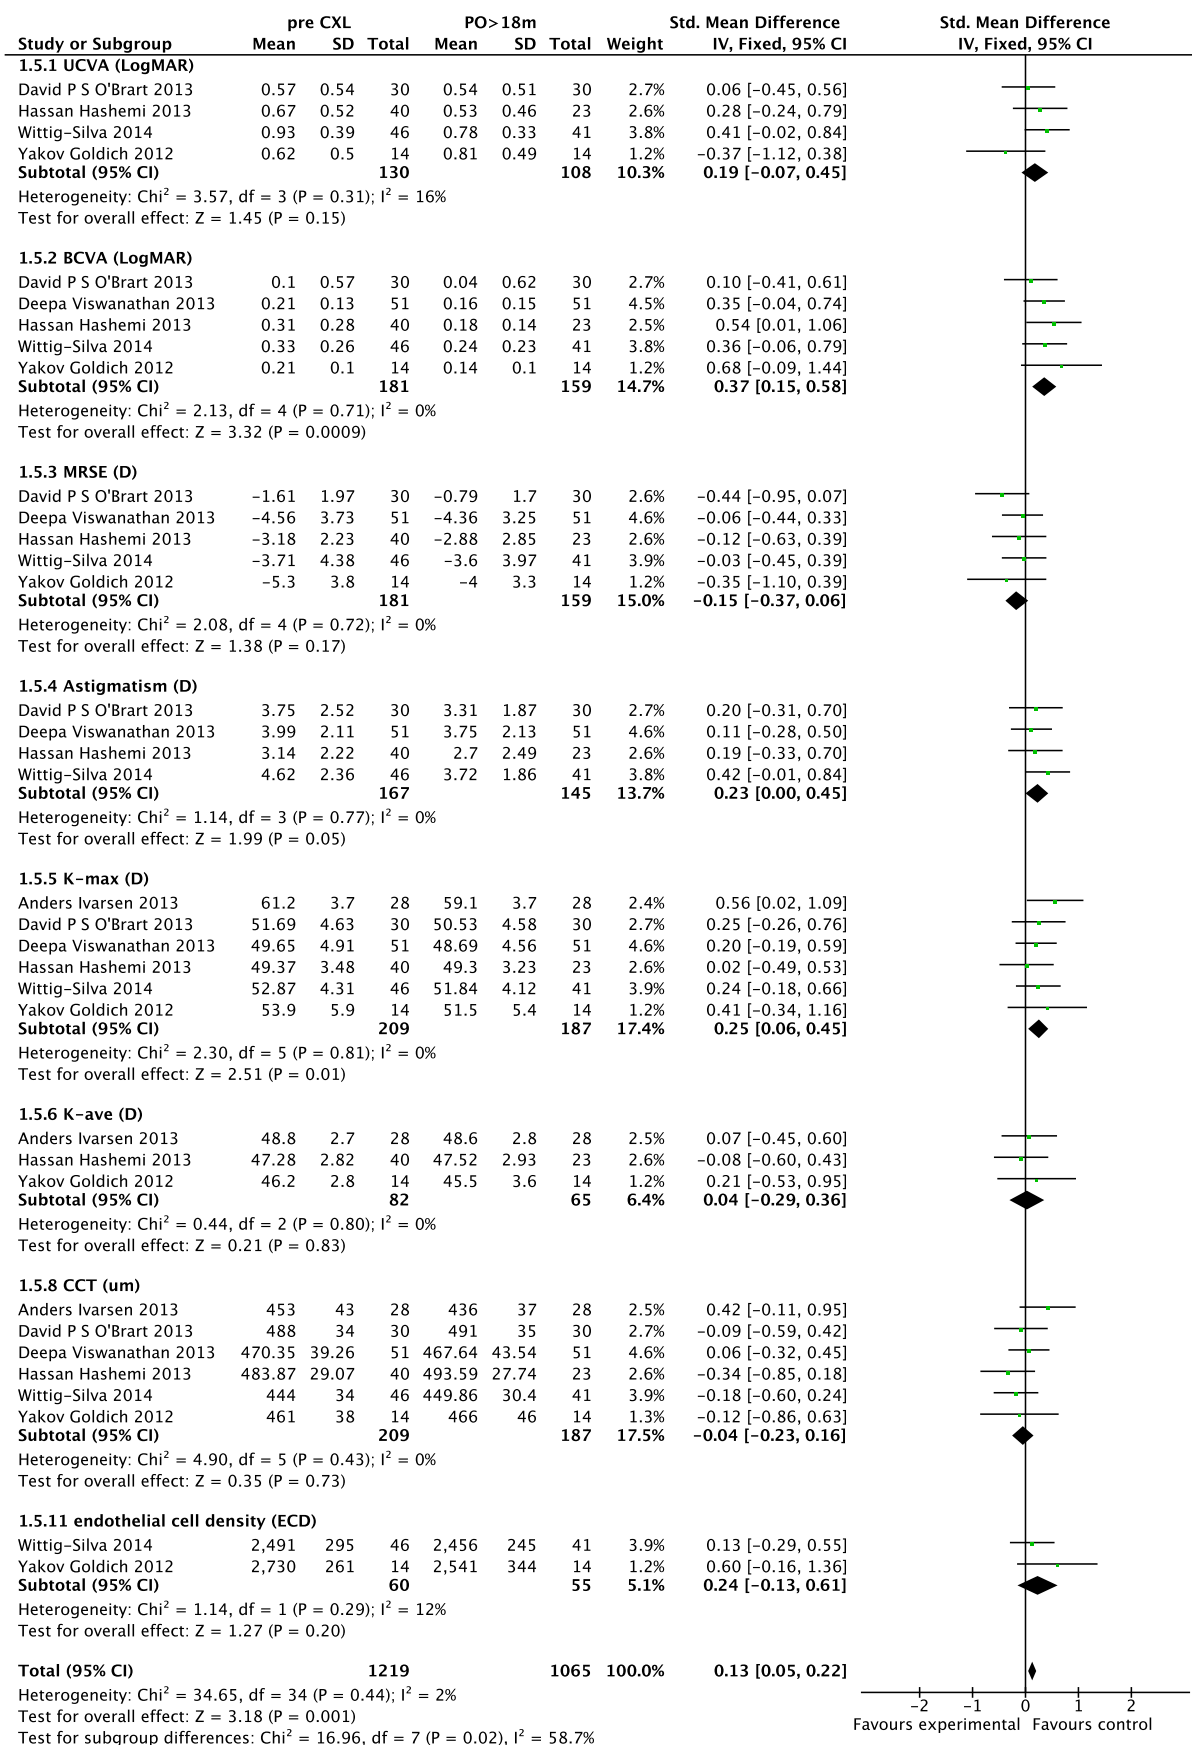 pre CXL PO>18m Std. Mean Difference Std. Mean Difference
Study or Subgroup Mean SD Total Mean SD Total Weight IV, Fixed, 95% CI IV, Fixed, 95% CI
1.5.1 UCVA (LogMAR)
David P S O'Brart 2013 0.57 0.54 30 0.54 0.51 30 2.7% 0.06 [−0.45, 0.56]
Hassan Hashemi 2013 0.67 0.52 40 0.53 0.46 23 2.6% 0.28 [−0.24, 0.79]
Wittig−Silva 2014 0.93 0.39 46 0.78 0.33 41 3.8% 0.41 [−0.02, 0.84]
Yakov Goldich 2012 0.62 0.5 14 0.81 0.49 14 1.2% −0.37 [−1.12, 0.38]
Subtotal (95% CI) 130 108 10.3% 0.19 [−0.07, 0.45]
Heterogeneity: Chi² = 3.57, df = 3 (P = 0.31); I² = 16%
Test for overall effect: Z = 1.45 (P = 0.15)
1.5.2 BCVA (LogMAR)
David P S O'Brart 2013 0.1 0.57 30 0.04 0.62 30 2.7% 0.10 [−0.41, 0.61]
Deepa Viswanathan 2013 0.21 0.13 51 0.16 0.15 51 4.5% 0.35 [−0.04, 0.74]
Hassan Hashemi 2013 0.31 0.28 40 0.18 0.14 23 2.5% 0.54 [0.01, 1.06]
Wittig−Silva 2014 0.33 0.26 46 0.24 0.23 41 3.8% 0.36 [−0.06, 0.79]
Yakov Goldich 2012 0.21 0.1 14 0.14 0.1 14 1.2% 0.68 [−0.09, 1.44]
Subtotal (95% CI) 181 159 14.7% 0.37 [0.15, 0.58]
Heterogeneity: Chi² = 2.13, df = 4 (P = 0.71); I² = 0%
Test for overall effect: Z = 3.32 (P = 0.0009)
1.5.3 MRSE (D)
David P S O'Brart 2013 −1.61 1.97 30 −0.79 1.7 30 2.6% −0.44 [−0.95, 0.07]
Deepa Viswanathan 2013 −4.56 3.73 51 −4.36 3.25 51 4.6% −0.06 [−0.44, 0.33]
Hassan Hashemi 2013 −3.18 2.23 40 −2.88 2.85 23 2.6% −0.12 [−0.63, 0.39]
Wittig−Silva 2014 −3.71 4.38 46 −3.6 3.97 41 3.9% −0.03 [−0.45, 0.39]
Yakov Goldich 2012 −5.3 3.8 14 −4 3.3 14 1.2% −0.35 [−1.10, 0.39]
Subtotal (95% CI) 181 159 15.0% −0.15 [−0.37, 0.06]
Heterogeneity: Chi² = 2.08, df = 4 (P = 0.72); I² = 0%
Test for overall effect: Z = 1.38 (P = 0.17)
1.5.4 Astigmatism (D)
David P S O'Brart 2013 3.75 2.52 30 3.31 1.87 30 2.7% 0.20 [−0.31, 0.70]
Deepa Viswanathan 2013 3.99 2.11 51 3.75 2.13 51 4.6% 0.11 [−0.28, 0.50]
Hassan Hashemi 2013 3.14 2.22 40 2.7 2.49 23 2.6% 0.19 [−0.33, 0.70]
Wittig−Silva 2014 4.62 2.36 46 3.72 1.86 41 3.8% 0.42 [−0.01, 0.84]
Subtotal (95% CI) 167 145 13.7% 0.23 [0.00, 0.45]
Heterogeneity: Chi² = 1.14, df = 3 (P = 0.77); I² = 0%
Test for overall effect: Z = 1.99 (P = 0.05)
1.5.5 K−max (D)
Anders Ivarsen 2013 61.2 3.7 28 59.1 3.7 28 2.4% 0.56 [0.02, 1.09]
David P S O'Brart 2013 51.69 4.63 30 50.53 4.58 30 2.7% 0.25 [−0.26, 0.76]
Deepa Viswanathan 2013 49.65 4.91 51 48.69 4.56 51 4.6% 0.20 [−0.19, 0.59]
Hassan Hashemi 2013 49.37 3.48 40 49.3 3.23 23 2.6% 0.02 [−0.49, 0.53]
Wittig−Silva 2014 52.87 4.31 46 51.84 4.12 41 3.9% 0.24 [−0.18, 0.66]
Yakov Goldich 2012 53.9 5.9 14 51.5 5.4 14 1.2% 0.41 [−0.34, 1.16]
Subtotal (95% CI) 209 187 17.4% 0.25 [0.06, 0.45]
Heterogeneity: Chi² = 2.30, df = 5 (P = 0.81); I² = 0%
Test for overall effect: Z = 2.51 (P = 0.01)
1.5.6 K−ave (D)
Anders Ivarsen 2013 48.8 2.7 28 48.6 2.8 28 2.5% 0.07 [−0.45, 0.60]
Hassan Hashemi 2013 47.28 2.82 40 47.52 2.93 23 2.6% −0.08 [−0.60, 0.43]
Yakov Goldich 2012 46.2 2.8 14 45.5 3.6 14 1.2% 0.21 [−0.53, 0.95]
Subtotal (95% CI) 82 65 6.4% 0.04 [−0.29, 0.36]
Heterogeneity: Chi² = 0.44, df = 2 (P = 0.80); I² = 0%
Test for overall effect: Z = 0.21 (P = 0.83)
1.5.8 CCT (um)
Anders Ivarsen 2013 453 43 28 436 37 28 2.5% 0.42 [−0.11, 0.95]
David P S O'Brart 2013 488 34 30 491 35 30 2.7% −0.09 [−0.59, 0.42]
Deepa Viswanathan 2013 470.35 39.26 51 467.64 43.54 51 4.6% 0.06 [−0.32, 0.45]
Hassan Hashemi 2013 483.87 29.07 40 493.59 27.74 23 2.6% −0.34 [−0.85, 0.18]
Wittig−Silva 2014 444 34 46 449.86 30.4 41 3.9% −0.18 [−0.60, 0.24]
Yakov Goldich 2012 461 38 14 466 46 14 1.3% −0.12 [−0.86, 0.63]
Subtotal (95% CI) 209 187 17.5% −0.04 [−0.23, 0.16]
Heterogeneity: Chi² = 4.90, df = 5 (P = 0.43); I² = 0%
Test for overall effect: Z = 0.35 (P = 0.73)
1.5.11 endothelial cell density (ECD)
Wittig−Silva 2014 2,491 295 46 2,456 245 41 3.9% 0.13 [−0.29, 0.55]
Yakov Goldich 2012 2,730 261 14 2,541 344 14 1.2% 0.60 [−0.16, 1.36]
Subtotal (95% CI) 60 55 5.1% 0.24 [−0.13, 0.61]
Heterogeneity: Chi² = 1.14, df = 1 (P = 0.29); I² = 12%
Test for overall effect: Z = 1.27 (P = 0.20)
Total (95% CI) 1219 1065 100.0% 0.13 [0.05, 0.22]
Heterogeneity: Chi² = 34.65, df = 34 (P = 0.44); I² = 2%
Test for overall effect: Z = 3.18 (P = 0.001)
Test for subgroup differences: Chi² = 16.96, df = 7 (P = 0.02), I² = 58.7%
−2 −1 0 1 2
Favours experimental Favours control